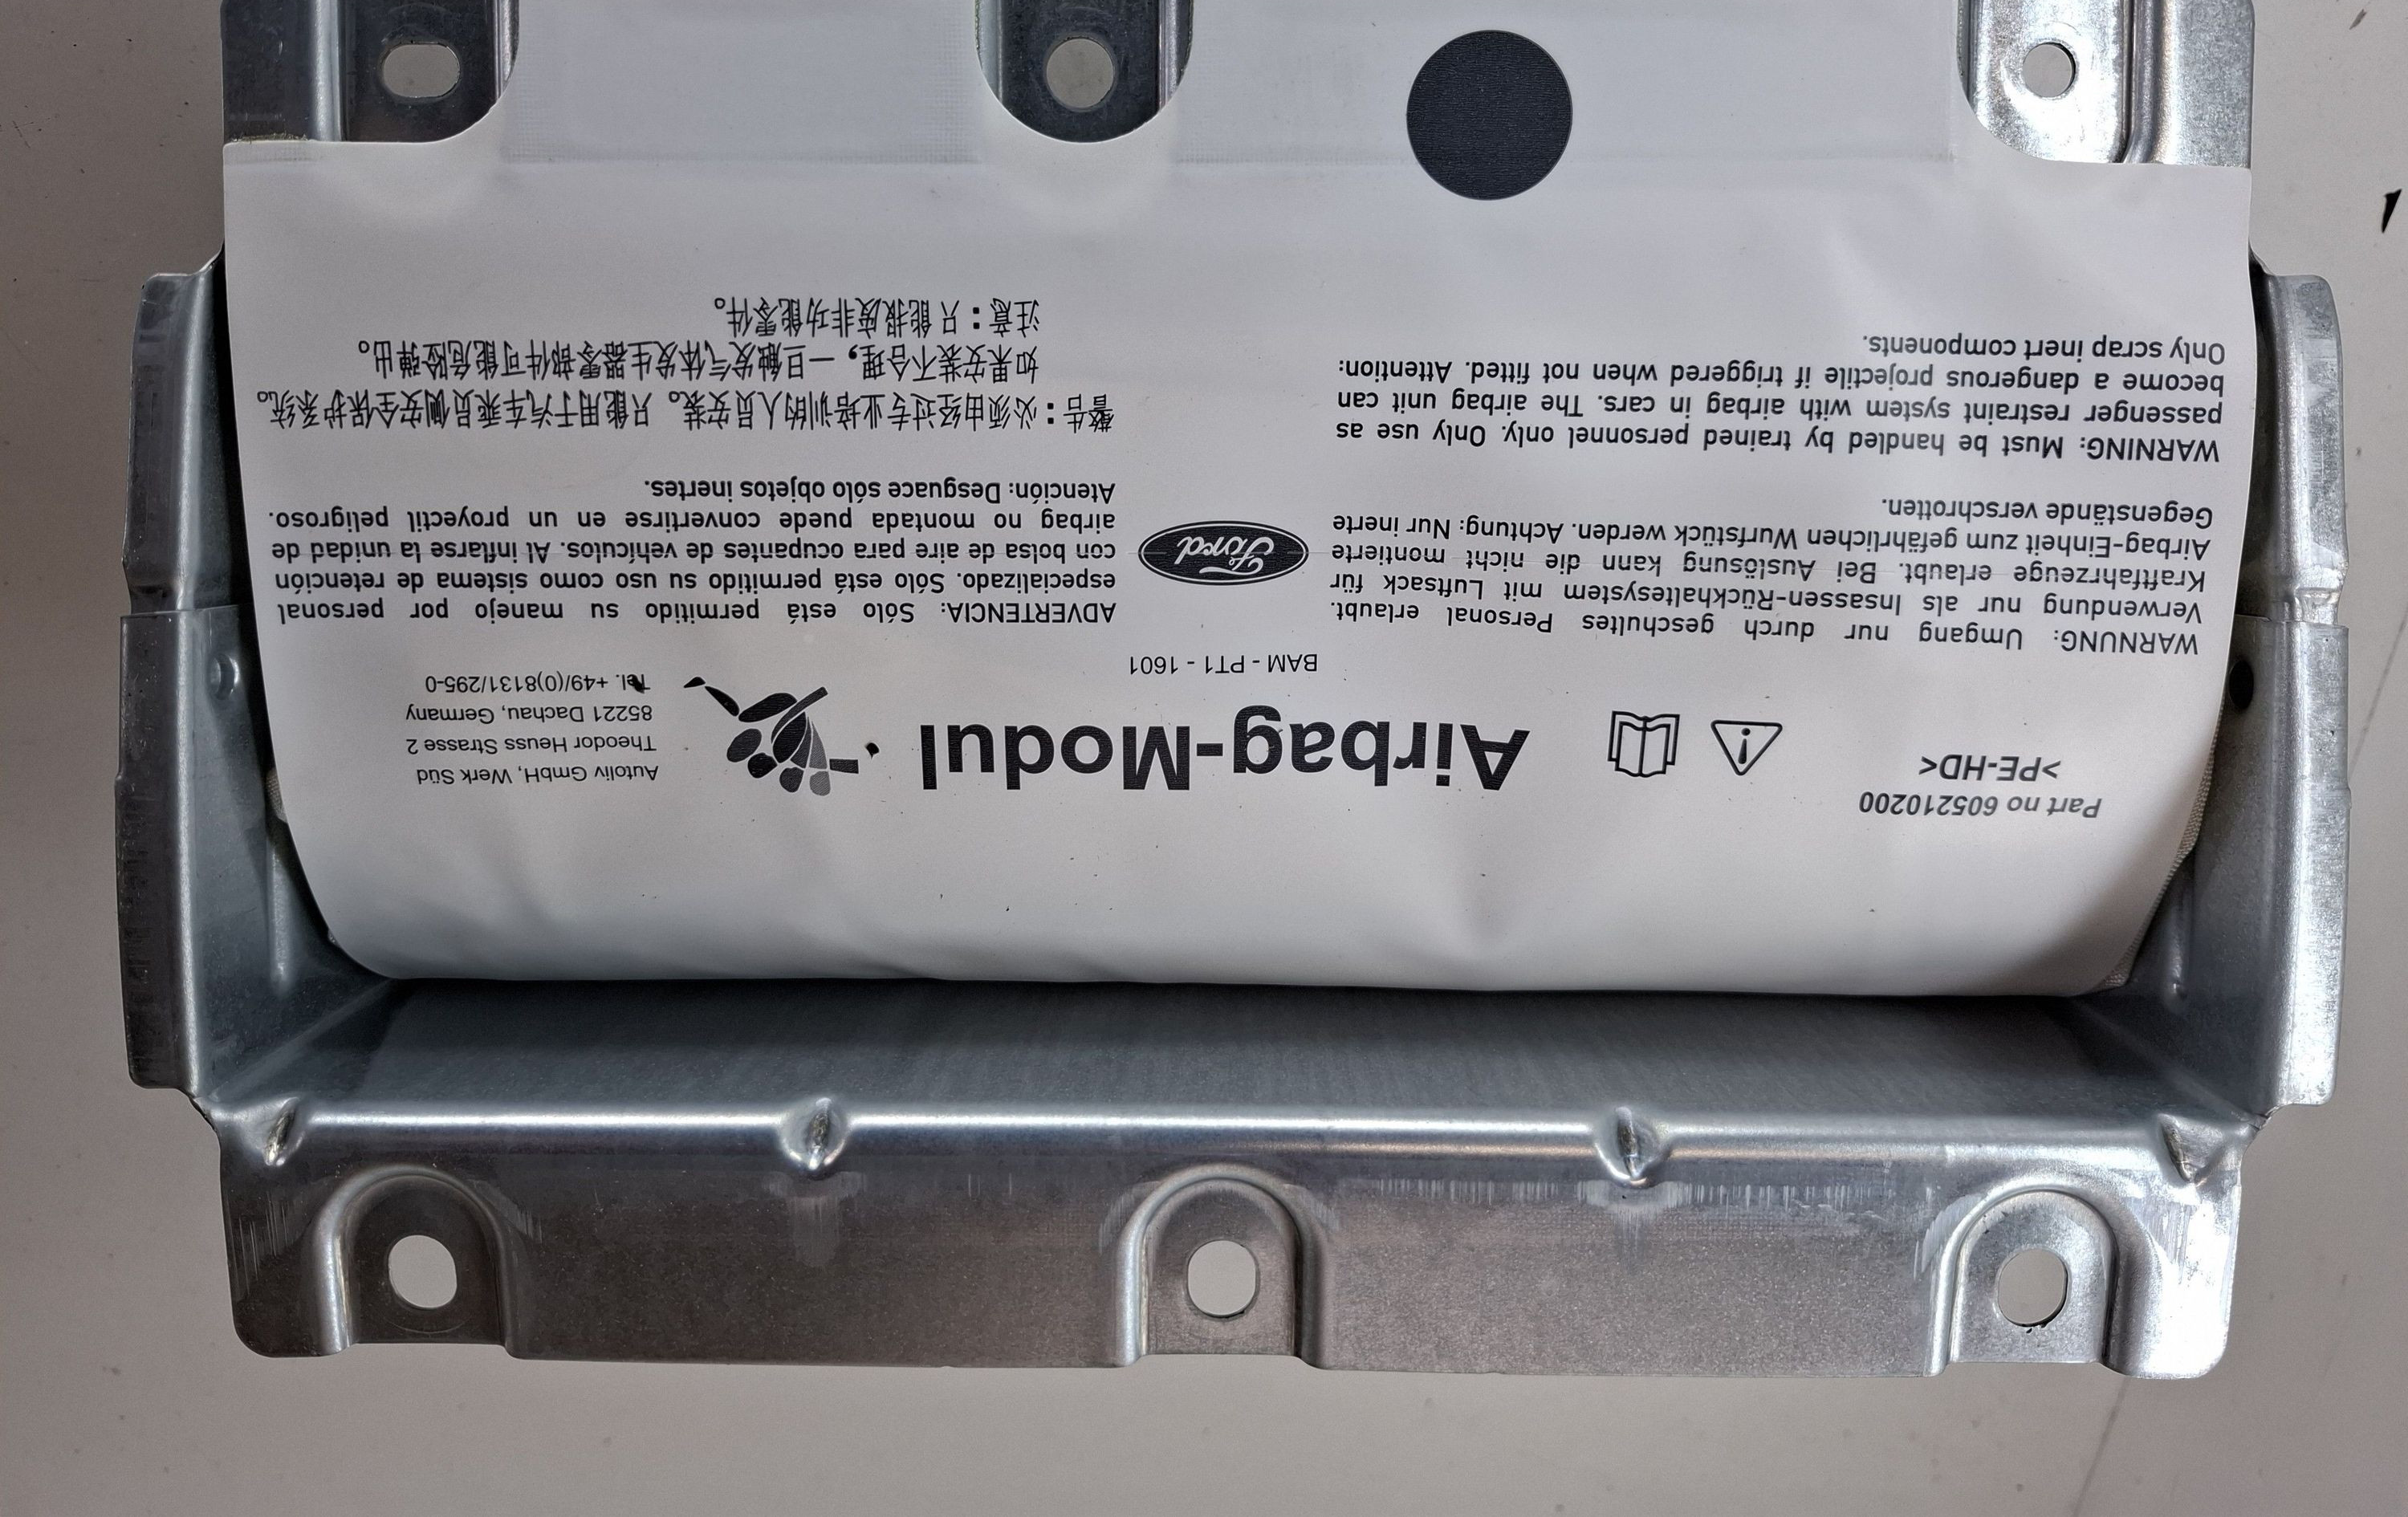 Part no 605210200
>PE-HD<
Airbag-Modul
Autoliv GmbH, Werk Süd
Theodor Heuss Strasse 2
85221 Dachau, Germany
Tel. +49/(0)8131/295-0
BAM - PT1 - 1601
WARNUNG: Umgang nur durch geschultes Personal erlaubt.
Verwendung nur als Insassen-Rückhaltesystem mit Luftsack für
Kraftfahrzeuge erlaubt. Bei Auslösung kann die nicht montierte
Airbag-Einheit zum gefährlichen Wurfstück werden. Achtung: Nur inerte
Gegenstände verschrotten.
Ford
ADVERTENCIA: Sólo está permitido su manejo por personal
especializado. Sólo está permitido su uso como sistema de retención
con bolsa de aire para ocupantes de vehículos. Al inflarse la unidad de
airbag no montada puede convertirse en un proyectil peligroso.
Atención: Desguace sólo objetos inertes.
WARNING: Must be handled by trained personnel only. Only use as
passenger restraint system with airbag in cars. The airbag unit can
become a dangerous projectile if triggered when not fitted. Attention:
Only scrap inert components.
警告：必须由经过专业培训的人员安装。只能用于汽车乘员侧安全保护系统。
如果安装不合理，一旦触发气体发生器零部件可能危险弹出。
注意：只能报废非功能零件。